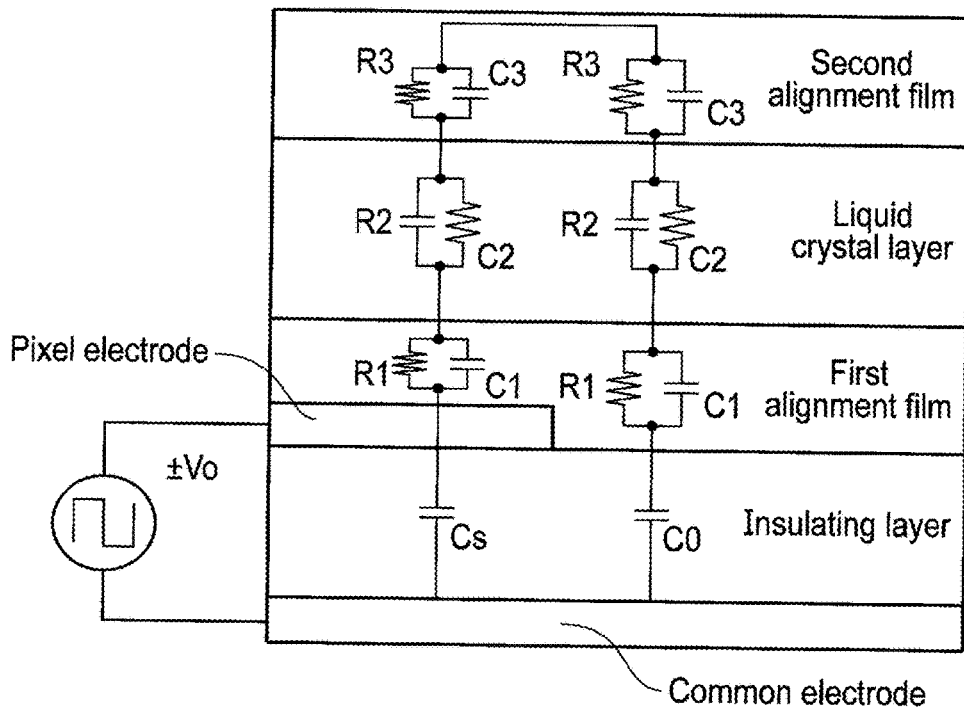 R3
C3
R3
C3
Second
alignment film
R2
C2
R2
C2
Liquid
crystal layer
Pixel electrode
R1
C1
R1
C1
First
alignment film
±Vo
Cs
C0
Insulating layer
Common electrode